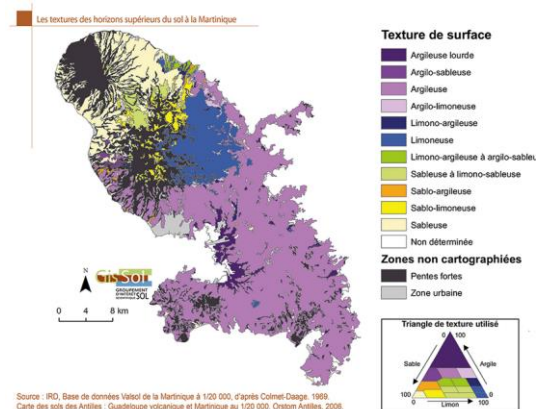 Les textures des horizons supérieurs du sol à la Martinique
Texture de surface
Argileuse lourde
Argilo-sableuse
Argileuse
Argilo-limoneuse
Limono-argileuse
Limoneuse
Limono-argileuse à argilo-sableu
Sableuse à limono-sableuse
Sablo-argileuse
Sablo-limoneuse
Sableuse
Non déterminée
Zones non cartographiées
Pentes fortes
Zone urbaine
N
GisSol
GROUPEMENT
D'INTERET
SCIENTIFIQUE SOL
0 4 8 km
Triangle de texture utilisé
0 100
Sable Argile
100 0
0 Limon 100
Source : IRD, Base de données Valsol de la Martinique à 1/20 000, d'après Colmet-Daage, 1969.
Carte des sols des Antilles : Guadeloupe volcanique et Martinique au 1/20 000, Orstom Antilles, 2006.